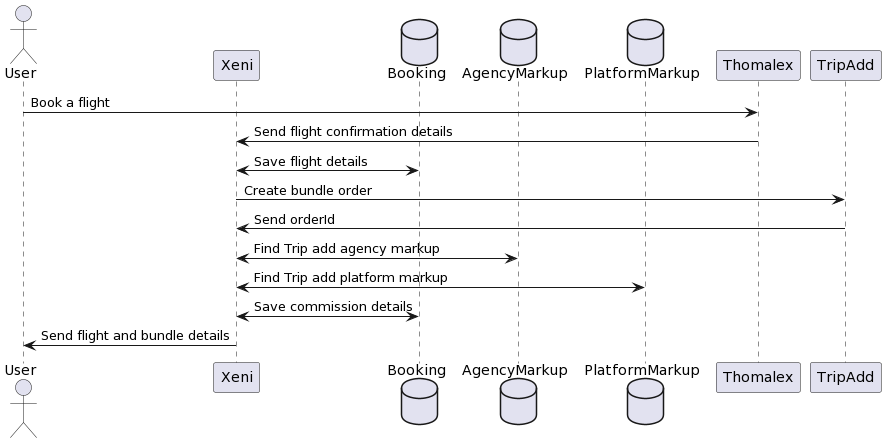 User
Xeni
Booking
AgencyMarkup
PlatformMarkup
Thomalex
TripAdd
Book a flight
Send flight confirmation details
Save flight details
Create bundle order
Send orderId
Find Trip add agency markup
Find Trip add platform markup
Save commission details
Send flight and bundle details
User
Xeni
Booking
AgencyMarkup
PlatformMarkup
Thomalex
TripAdd